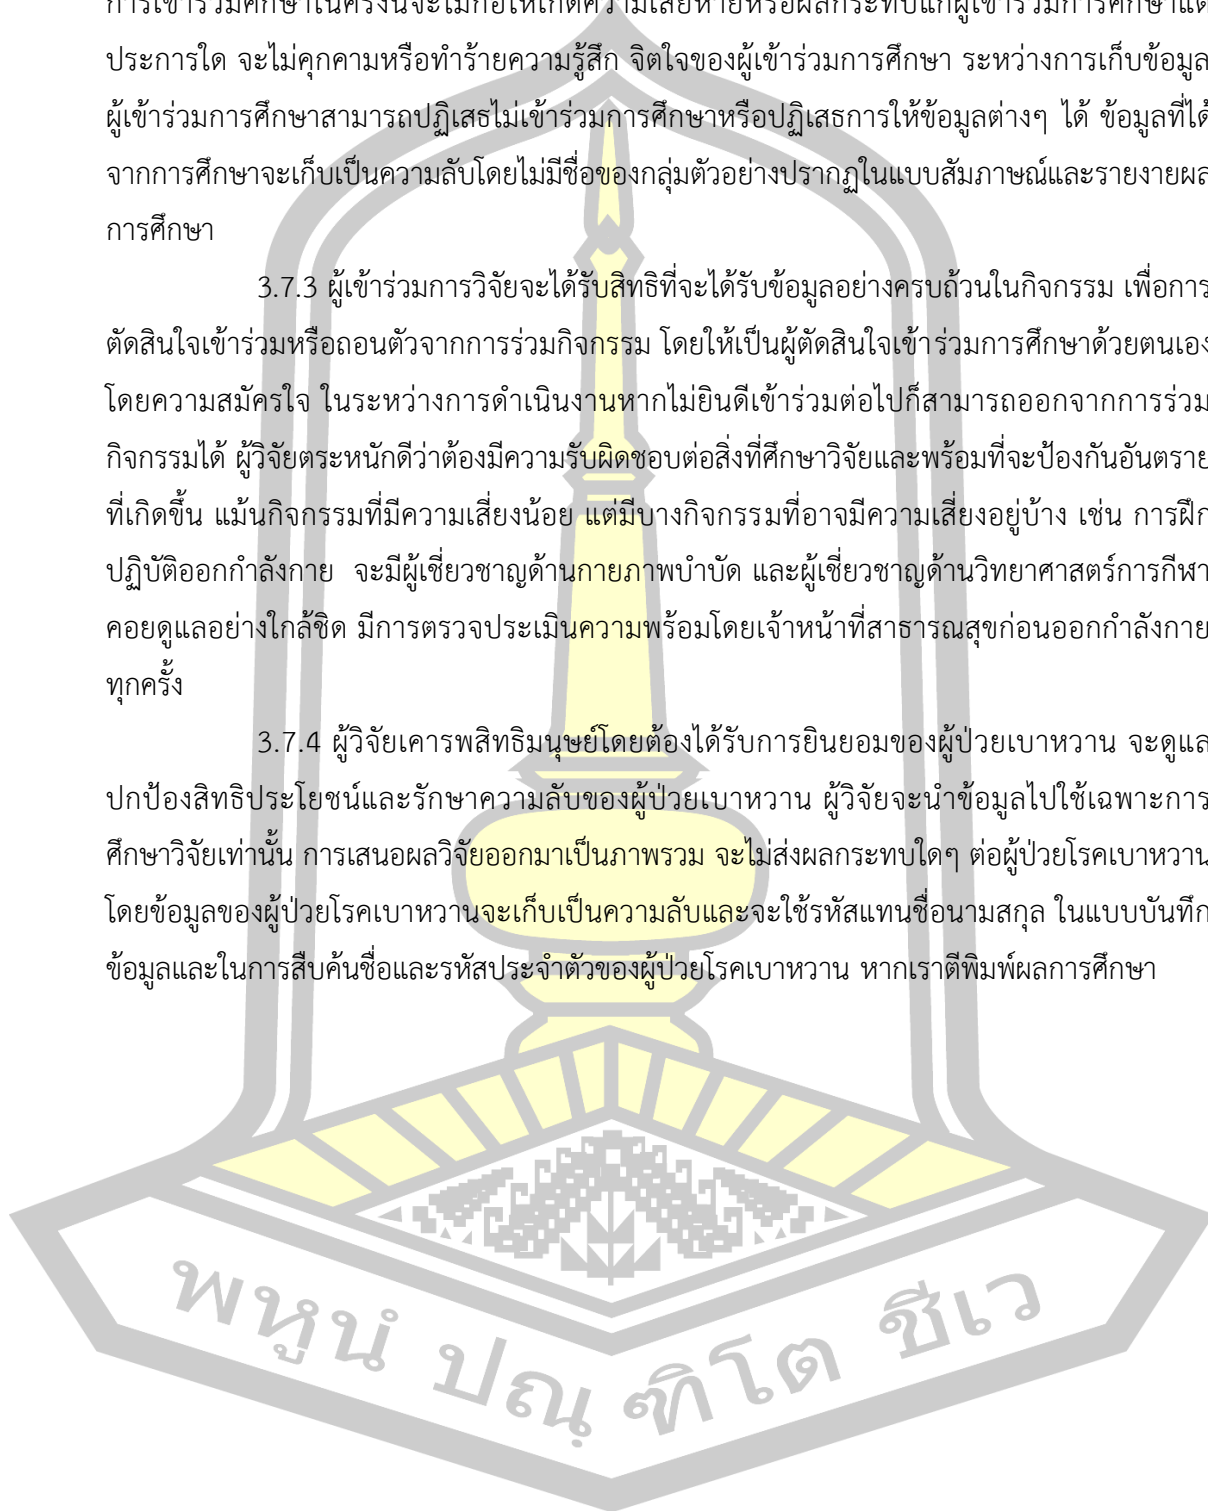 การเข้าร่วมศึกษาในครั้งนี้จะไม่ก่อให้เกิดความเสียหายหรือผลกระทบแก่ผู้เข้าร่วมการศึกษาแต่
ประการใด จะไม่คุกคามหรือทำร้ายความรู้สึก จิตใจของผู้เข้าร่วมการศึกษา ระหว่างการเก็บข้อมูล
ผู้เข้าร่วมการศึกษาสามารถปฏิเสธไม่เข้าร่วมการศึกษาหรือปฏิเสธการให้ข้อมูลต่างๆ ได้ ข้อมูลที่ได้
จากการศึกษาจะเก็บเป็นความลับโดยไม่มีชื่อของกลุ่มตัวอย่างปรากฏในแบบสัมภาษณ์และรายงายผล
การศึกษา
3.7.3 ผู้เข้าร่วมการวิจัยจะได้รับสิทธิที่จะได้รับข้อมูลอย่างครบถ้วนในกิจกรรม เพื่อการ
ตัดสินใจเข้าร่วมหรือถอนตัวจากการร่วมกิจกรรม โดยให้เป็นผู้ตัดสินใจเข้าร่วมการศึกษาด้วยตนเอง
โดยความสมัครใจ ในระหว่างการดำเนินงานหากไม่ยินดีเข้าร่วมต่อไปก็สามารถออกจากการร่วม
กิจกรรมได้ ผู้วิจัยตระหนักดีว่าต้องมีความรับผิดชอบต่อสิ่งที่ศึกษาวิจัยและพร้อมที่จะป้องกันอันตราย
ที่เกิดขึ้น แม้นกิจกรรมที่มีความเสี่ยงน้อย แต่มีบางกิจกรรมที่อาจมีความเสี่ยงอยู่บ้าง เช่น การฝึก
ปฏิบัติออกกำลังกาย จะมีผู้เชี่ยวชาญด้านกายภาพบำบัด และผู้เชี่ยวชาญด้านวิทยาศาสตร์การกีฬา
คอยดูแลอย่างใกล้ชิด มีการตรวจประเมินความพร้อมโดยเจ้าหน้าที่สาธารณสุขก่อนออกกำลังกาย
ทุกครั้ง
3.7.4 ผู้วิจัยเคารพสิทธิมนุษย์โดยต้องได้รับการยินยอมของผู้ป่วยเบาหวาน จะดูแล
ปกป้องสิทธิประโยชน์และรักษาความลับของผู้ป่วยเบาหวาน ผู้วิจัยจะนำข้อมูลไปใช้เฉพาะการ
ศึกษาวิจัยเท่านั้น การเสนอผลวิจัยออกมาเป็นภาพรวม จะไม่ส่งผลกระทบใดๆ ต่อผู้ป่วยโรคเบาหวาน
โดยข้อมูลของผู้ป่วยโรคเบาหวานจะเก็บเป็นความลับและจะใช้รหัสแทนชื่อนามสกุล ในแบบบันทึก
ข้อมูลและในการสืบค้นชื่อและรหัสประจำตัวของผู้ป่วยโรคเบาหวาน หากเราตีพิมพ์ผลการศึกษา
พหูนํ ปณฺฑิโต ชีเว